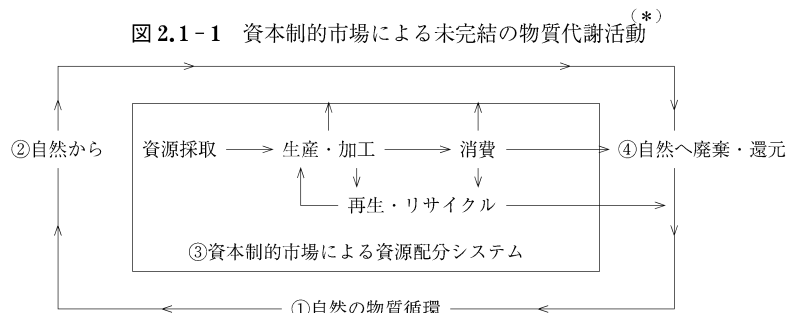 図2.1-1 資本制的市場による未完結の物質代謝活動(*)
②自然から 資源採取 生産・加工 消費 ④自然へ廃棄・還元
再生・リサイクル
③資本制的市場による資源配分システム
①自然の物質循環